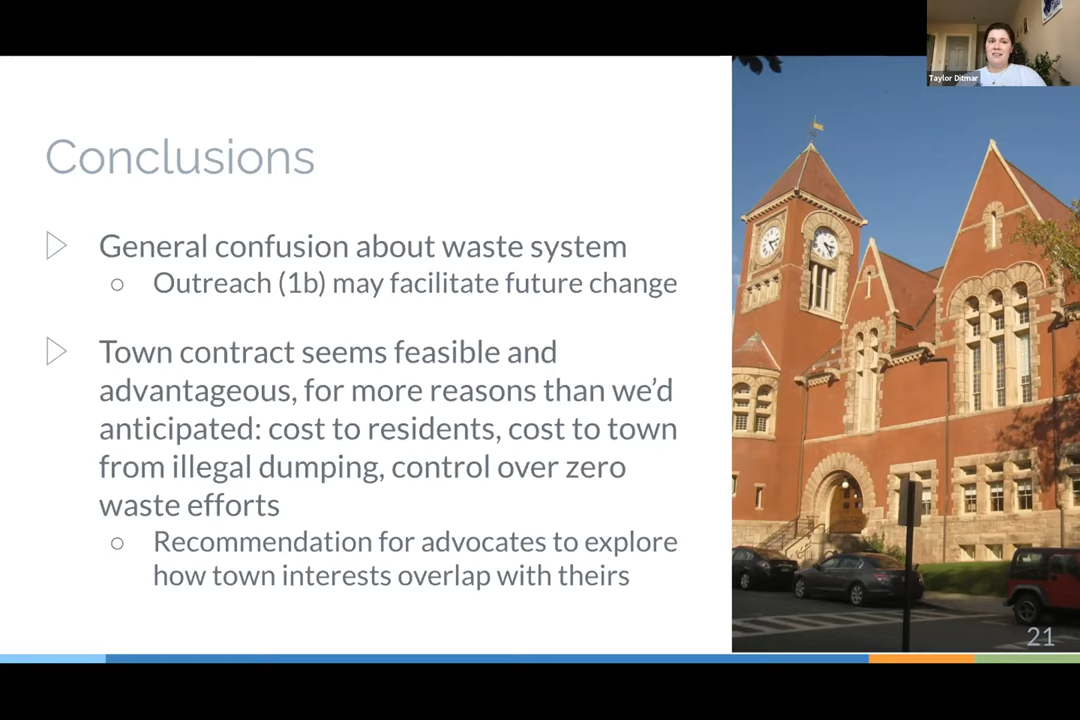 Taylor Ditmar
Conclusions
General confusion about waste system
○ Outreach (1b) may facilitate future change
Town contract seems feasible and
advantageous, for more reasons than we’d
anticipated: cost to residents, cost to town
from illegal dumping, control over zero
waste efforts
○ Recommendation for advocates to explore
how town interests overlap with theirs
21